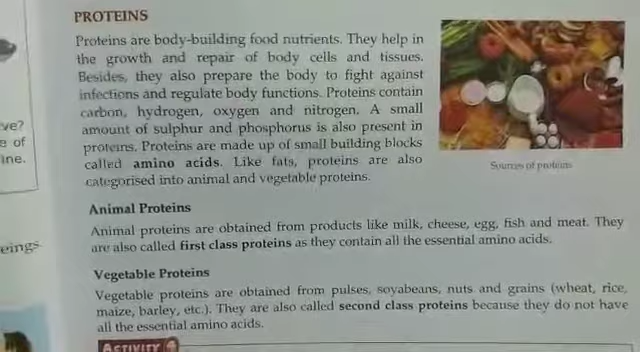 PROTEINS
Proteins are body-building food nutrients. They help in
the growth and repair of body cells and tissues.
Besides, they also prepare the body to fight against
infections and regulate body functions. Proteins contain
carbon, hydrogen, oxygen and nitrogen. A small
amount of sulphur and phosphorus is also present in
proteins. Proteins are made up of small building blocks
called amino acids. Like fats, proteins are also
categorised into animal and vegetable proteins.
Sources of proteins
Animal Proteins
Animal proteins are obtained from products like milk, cheese, egg, fish and meat. They
are also called first class proteins as they contain all the essential amino acids.
Vegetable Proteins
Vegetable proteins are obtained from pulses, soyabeans, nuts and grains (wheat, rice,
maize, barley, etc.). They are also called second class proteins because they do not have
all the essential amino acids.
ACTIVITY
ve?
of
ine.
eings